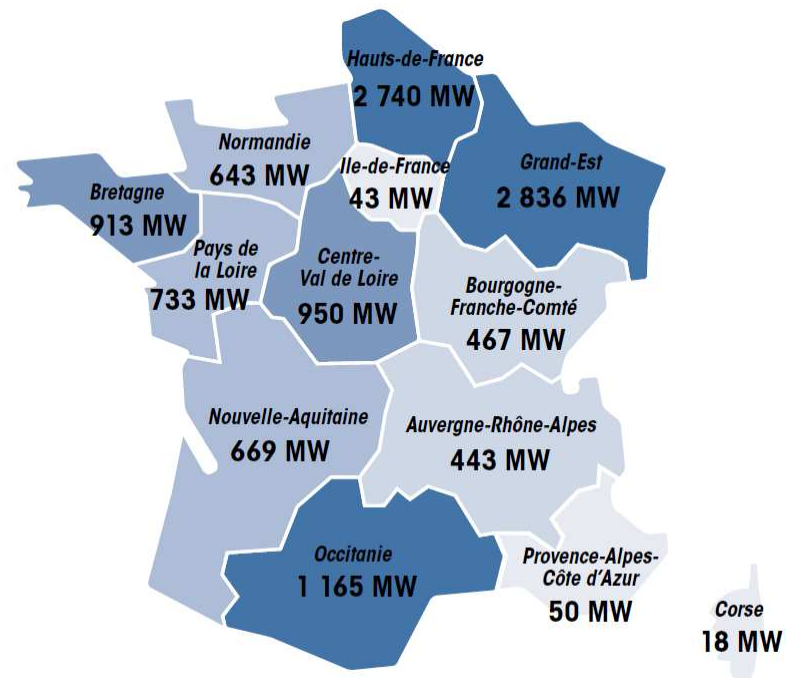 Hauts-de-France
2 740 MW
Normandie
643 MW
Ile-de-France
43 MW
Grand-Est
2 836 MW
Bretagne
913 MW
Pays de
la Loire
733 MW
Centre-
Val de Loire
950 MW
Bourgogne-
Franche-Comté
467 MW
Nouvelle-Aquitaine
669 MW
Auvergne-Rhône-Alpes
443 MW
Occitanie
1 165 MW
Provence-Alpes-
Côte d'Azur
50 MW
Corse
18 MW